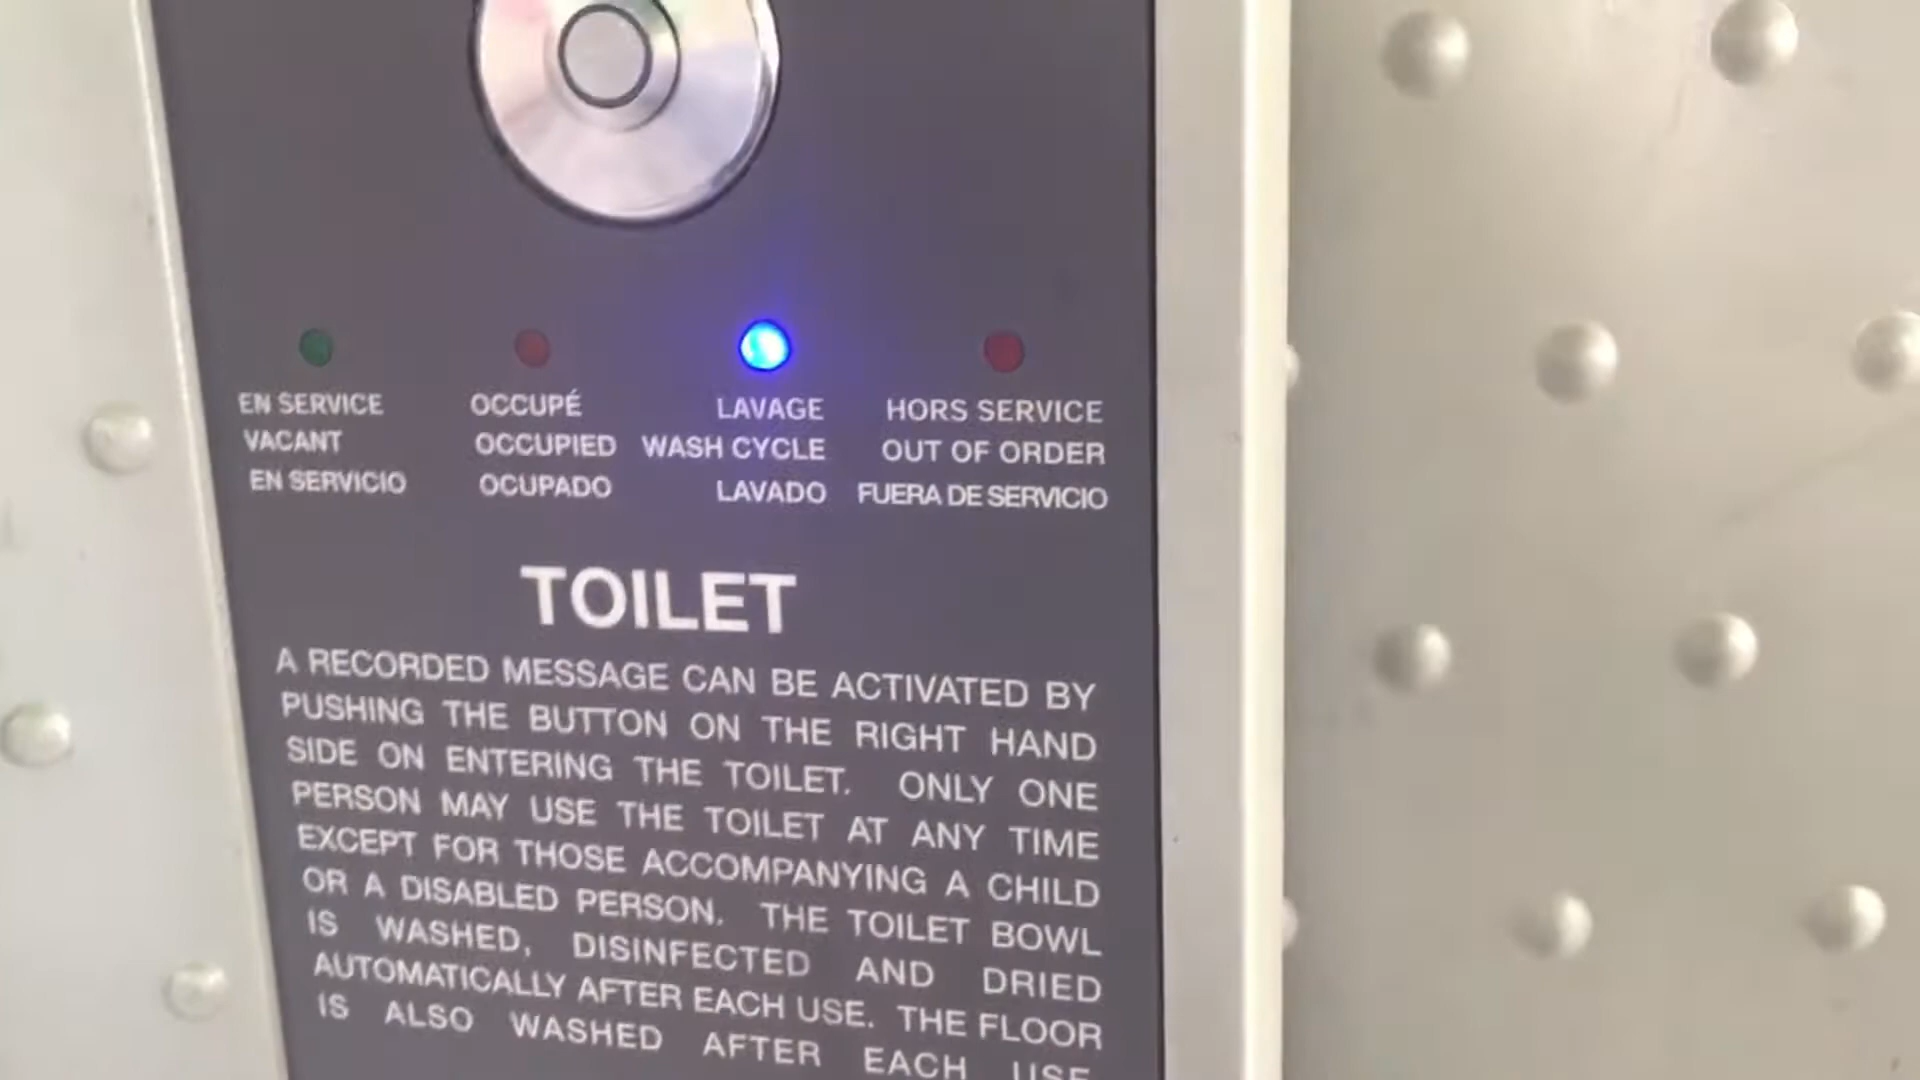 EN SERVICE OCCUPÉ LAVAGE HORS SERVICE
VACANT OCCUPIED WASH CYCLE OUT OF ORDER
EN SERVICIO OCUPADO LAVADO FUERA DE SERVICIO
TOILET
A RECORDED MESSAGE CAN BE ACTIVATED BY
PUSHING THE BUTTON ON THE RIGHT HAND
SIDE ON ENTERING THE TOILET. ONLY ONE
PERSON MAY USE THE TOILET AT ANY TIME
EXCEPT FOR THOSE ACCOMPANYING A CHILD
OR A DISABLED PERSON. THE TOILET BOWL
IS WASHED, DISINFECTED AND DRIED
AUTOMATICALLY AFTER EACH USE. THE FLOOR
IS ALSO WASHED AFTER EACH USE